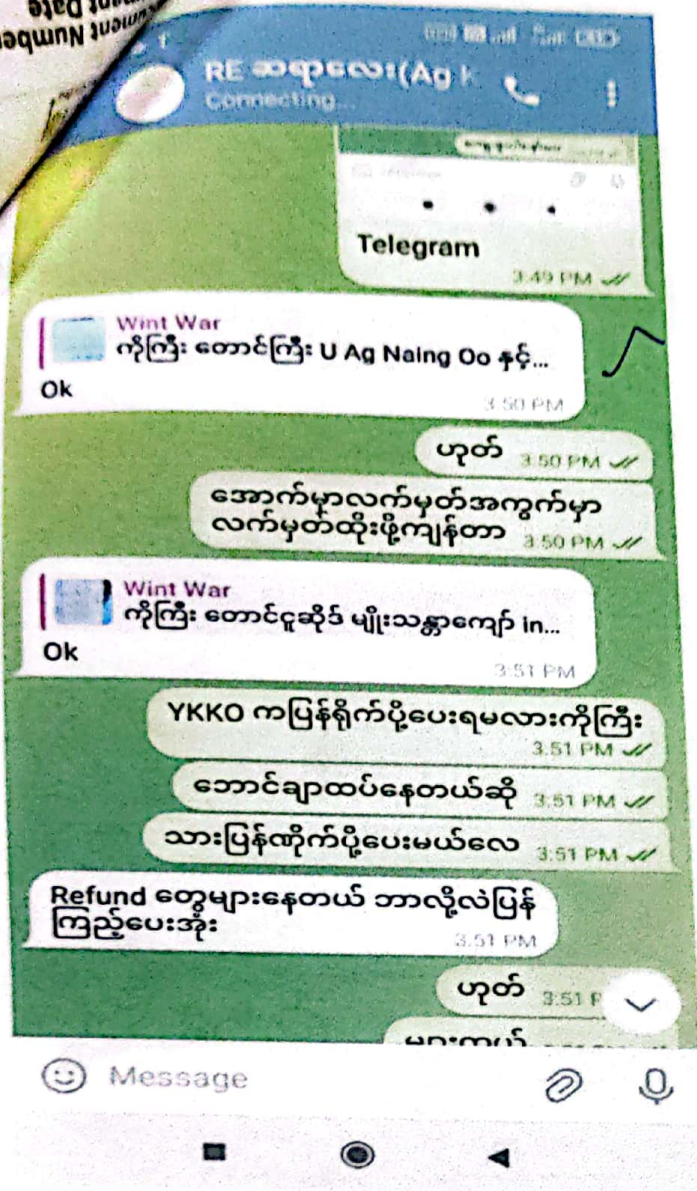 RE ဆရာလေး(Ag k
Connecting...
Telegram
3:49 PM
Wint War
ကိုကြီး တောင်ကြီး U Ag Naing Oo နှင့်...
Ok
3:50 PM
ဟုတ်
3:50 PM
အောက်မှာလက်မှတ်အကွက်မှာ
လက်မှတ်ထိုးဖို့ကျန်တာ
3:50 PM
Wint War
ကိုကြီး တောင်ငူဆိုဒ် မျိုးသန္တာကျော် in...
Ok
3:51 PM
YKKO ကပြန်ရိုက်ပို့ပေးရမလားကိုကြီး
3:51 PM
ဘောင်ချာထပ်နေတယ်ဆို
3:51 PM
သားပြန်ဏိုက်ပို့ပေးမယ်လေ
3:51 PM
Refund တွေများနေတယ် ဘာလို့လဲပြန်
ကြည့်ပေးအုံး
3:51 PM
ဟုတ်
3:51 P
Message